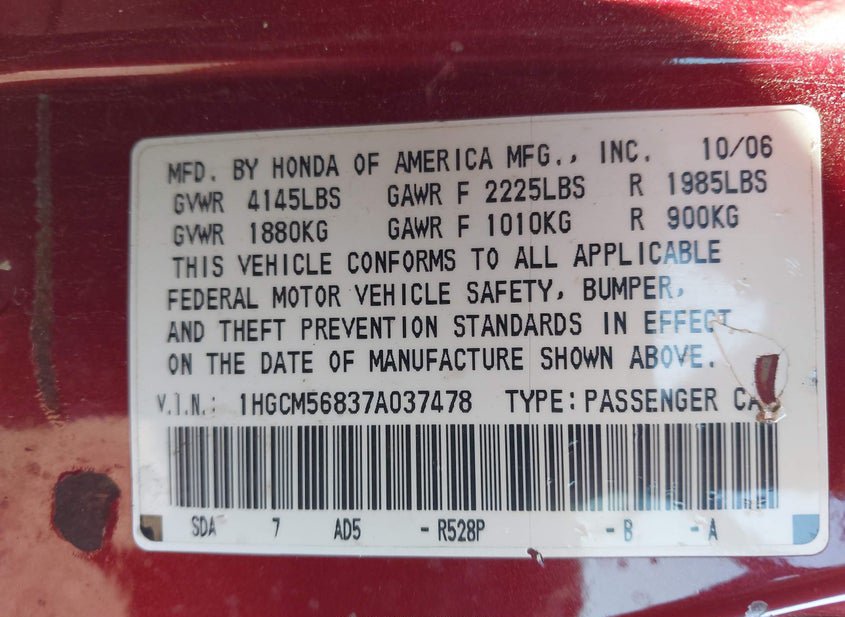 MFD. BY HONDA OF AMERICA MFG., INC. 10/06
GVWR 4145LBS GAWR F 2225LBS R 1985LBS
GVWR 1880KG GAWR F 1010KG R 900KG
THIS VEHICLE CONFORMS TO ALL APPLICABLE
FEDERAL MOTOR VEHICLE SAFETY, BUMPER,
AND THEFT PREVENTION STANDARDS IN EFFECT
ON THE DATE OF MANUFACTURE SHOWN ABOVE.
V.I.N.: 1HGCM56837A037478 TYPE: PASSENGER CA
SDA 7 AD5 - R528P - B - A